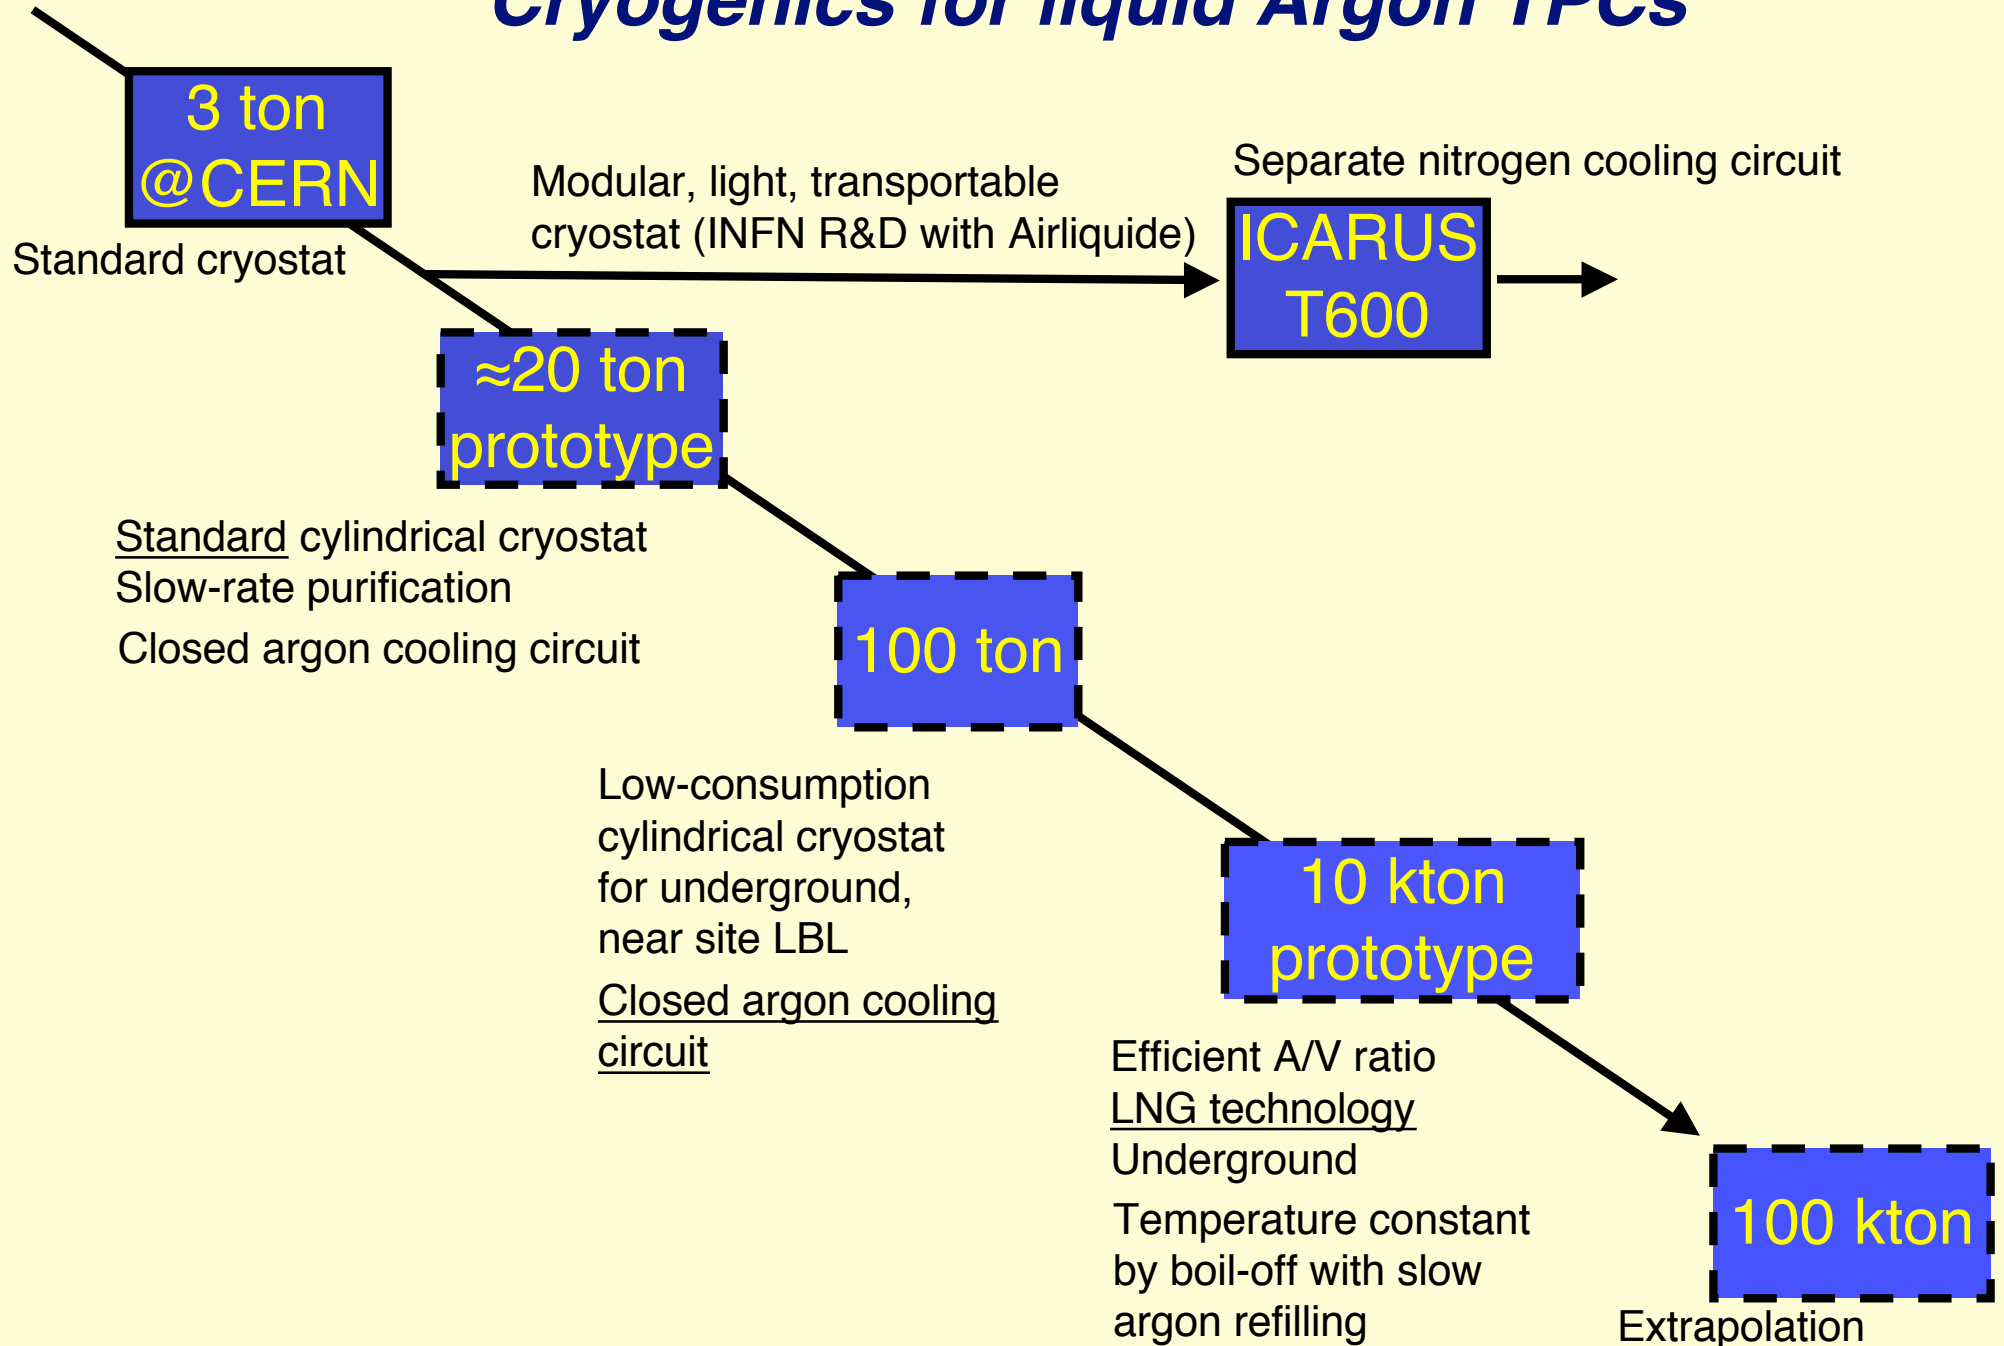 Cryogenics for liquid Argon TPCs
3 ton
@CERN
Standard cryostat
Modular, light, transportable
cryostat (INFN R&D with Airliquide)
Separate nitrogen cooling circuit
ICARUS
T600
≈20 ton
prototype
Standard cylindrical cryostat
Slow-rate purification
Closed argon cooling circuit
100 ton
Low-consumption
cylindrical cryostat
for underground,
near site LBL
Closed argon cooling
circuit
10 kton
prototype
Efficient A/V ratio
LNG technology
Underground
Temperature constant
by boil-off with slow
argon refilling
100 kton
Extrapolation